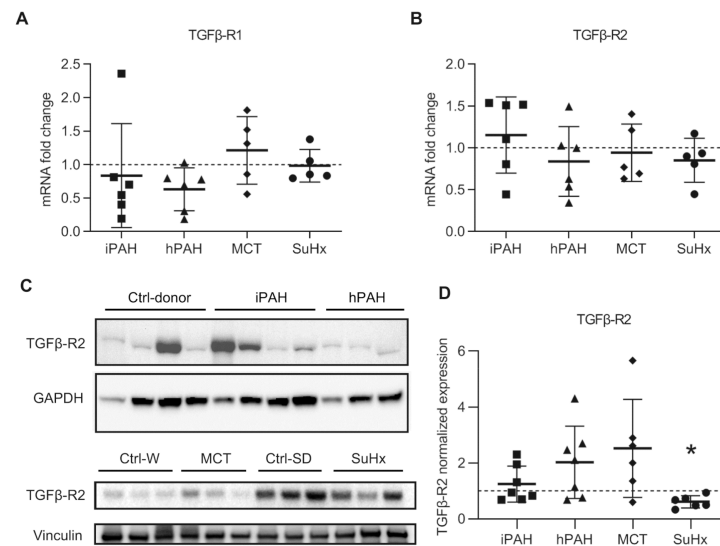 A
TGFβ-R1
mRNA fold change
2.5
2.0
1.5
1.0
0.5
0.0
iPAH hPAH MCT SuHx
B
TGFβ-R2
mRNA fold change
2.0
1.5
1.0
0.5
0.0
iPAH hPAH MCT SuHx
C
Ctrl-donor iPAH hPAH
TGFβ-R2
GAPDH
Ctrl-W MCT Ctrl-SD SuHx
TGFβ-R2
Vinculin
D
TGFβ-R2
TGFβ-R2 normalized expression
6
4
2
0
*
iPAH hPAH MCT SuHx